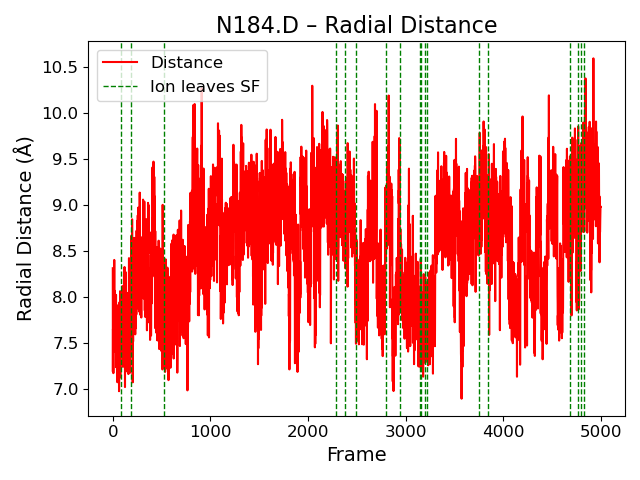 N184.D – Radial Distance
Distance
Ion leaves SF
Radial Distance (Å)
10.5
10.0
9.5
9.0
8.5
8.0
7.5
7.0
0 1000 2000 3000 4000 5000
Frame